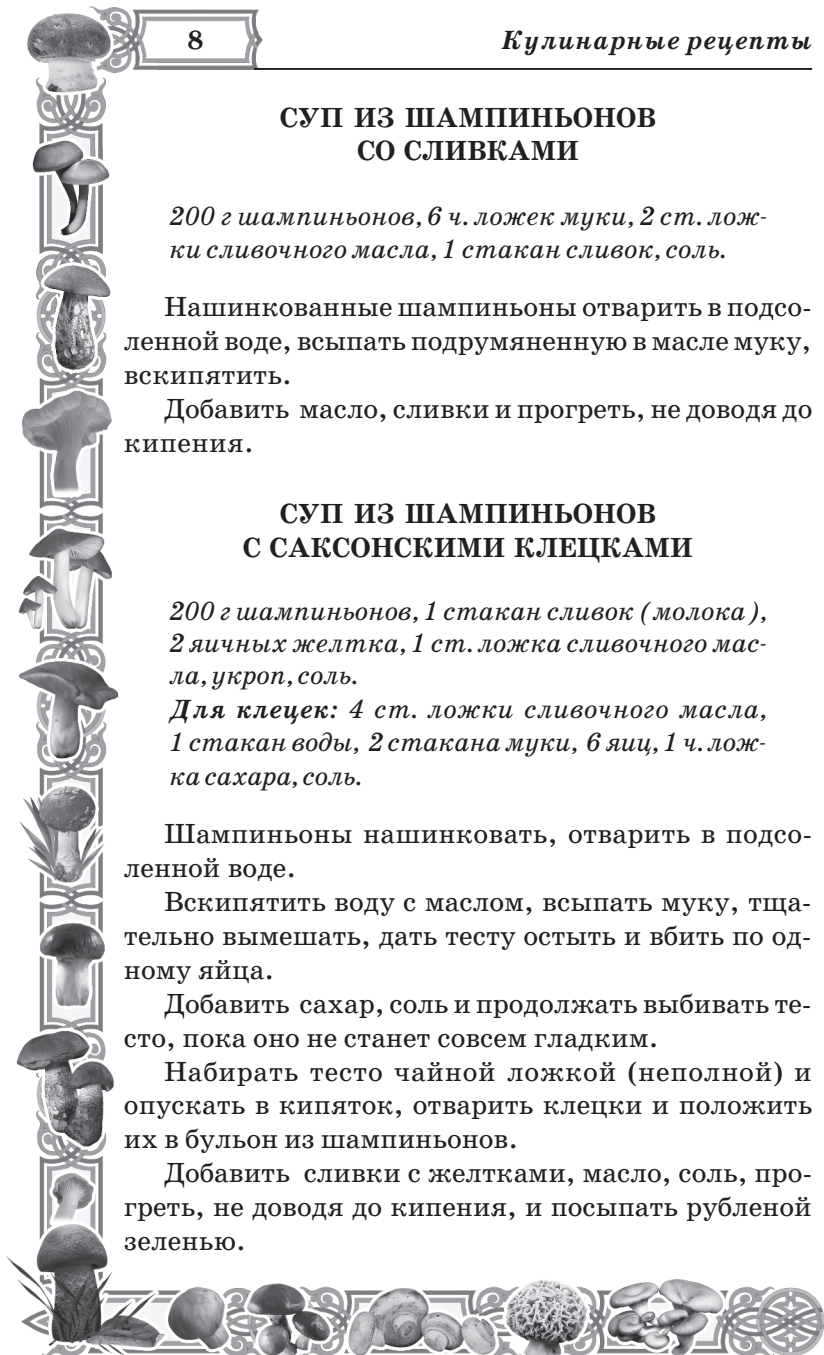 8
Кулинарные рецепты
СУП ИЗ ШАМПИНЬОНОВ
СО СЛИВКАМИ
200 г шампиньонов, 6 ч. ложек муки, 2 ст. лож-
ки сливочного масла, 1 стакан сливок, соль.
Нашинкованные шампиньоны отварить в подсо-
ленной воде, всыпать подрумяненную в масле муку,
вскипятить.
Добавить масло, сливки и прогреть, не доводя до
кипения.
СУП ИЗ ШАМПИНЬОНОВ
С САКСОНСКИМИ КЛЕЦКАМИ
200 г шампиньонов, 1 стакан сливок (молока),
2 яичных желтка, 1 ст. ложка сливочного мас-
ла, укроп, соль.
Для клецек: 4 ст. ложки сливочного масла,
1 стакан воды, 2 стакана муки, 6 яиц, 1 ч. лож-
ка сахара, соль.
Шампиньоны нашинковать, отварить в подсо-
ленной воде.
Вскипятить воду с маслом, всыпать муку, тща-
тельно вымешать, дать тесту остыть и вбить по од-
ному яйца.
Добавить сахар, соль и продолжать выбивать те-
сто, пока оно не станет совсем гладким.
Набирать тесто чайной ложкой (неполной) и
опускать в кипяток, отварить клецки и положить
их в бульон из шампиньонов.
Добавить сливки с желтками, масло, соль, про-
греть, не доводя до кипения, и посыпать рубленой
зеленью.